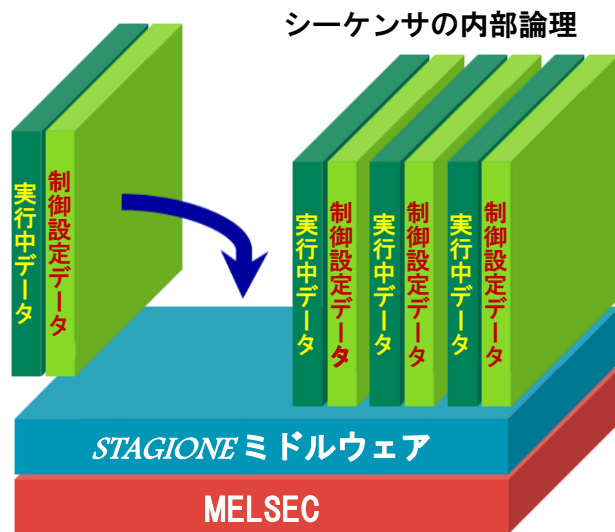 シーケンサの内部論理
実行中データ
制御設定データ
実行中データ
制御設定データ
実行中データ
制御設定データ
実行中データ
制御設定データ
STAGIONE ミドルウェア
MELSEC